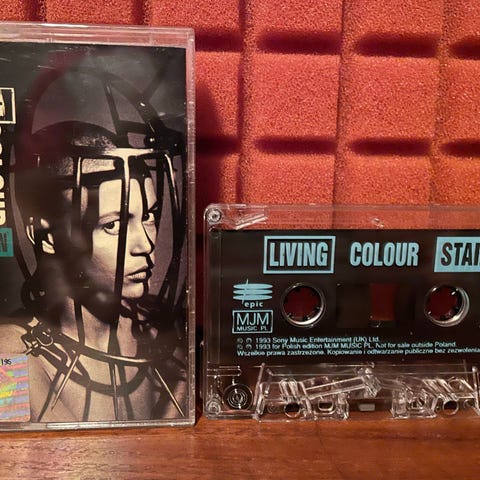 195
LIVING COLOUR STAI
epic
MJM
MUSIC PL
℗ © 1993 Sony Music Entertainment (UK) Ltd.
℗ © 1993 for Polish edition MJM MUSIC PL. Not for sale outside Poland.
Wszelkie prawa zastrzeżone. Kopiowanie i odtwarzanie publiczne bez zezwolenia